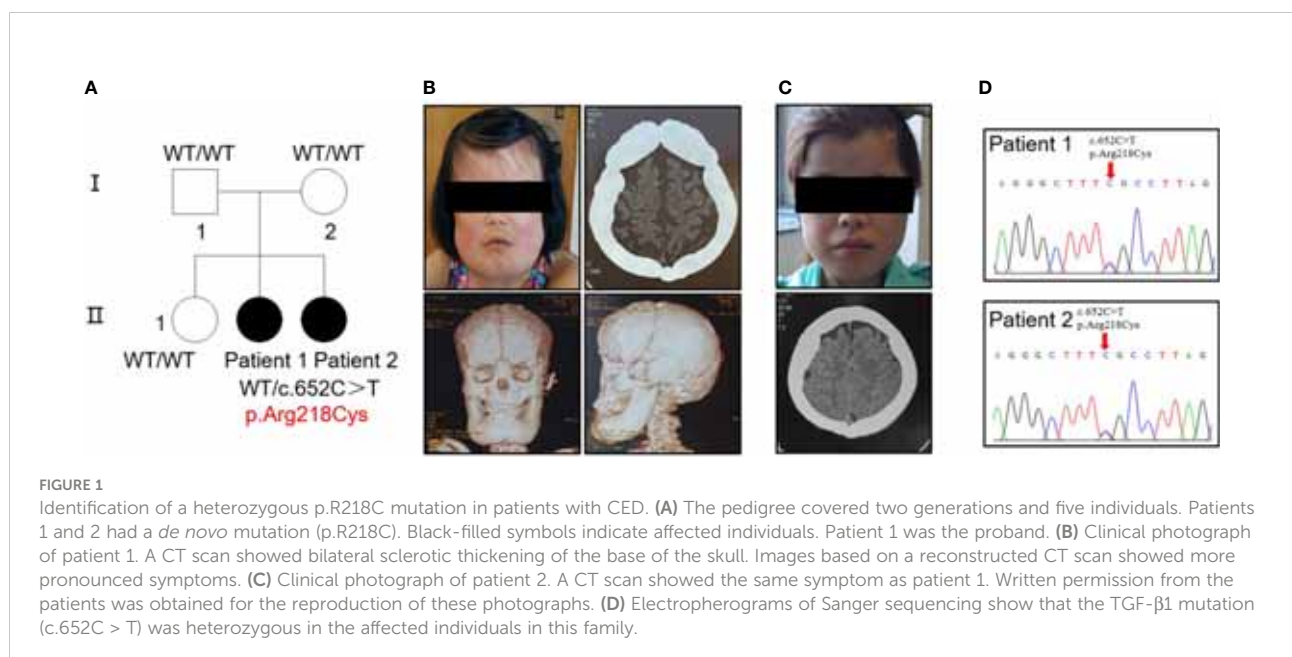 A
B
C
D
WT/WT
WT/WT
I
1
2
II
1
WT/WT
Patient 1 Patient 2
WT/c.652C>T
p.Arg218Cys
Patient 1
c.652C>T
p.Arg218Cys
Patient 2
c.652C>T
p.Arg218Cys
FIGURE 1
Identification of a heterozygous p.R218C mutation in patients with CED. (A) The pedigree covered two generations and five individuals. Patients
1 and 2 had a de novo mutation (p.R218C). Black-filled symbols indicate affected individuals. Patient 1 was the proband. (B) Clinical photograph
of patient 1. A CT scan showed bilateral sclerotic thickening of the base of the skull. Images based on a reconstructed CT scan showed more
pronounced symptoms. (C) Clinical photograph of patient 2. A CT scan showed the same symptom as patient 1. Written permission from the
patients was obtained for the reproduction of these photographs. (D) Electropherograms of Sanger sequencing show that the TGF-β1 mutation
(c.652C > T) was heterozygous in the affected individuals in this family.